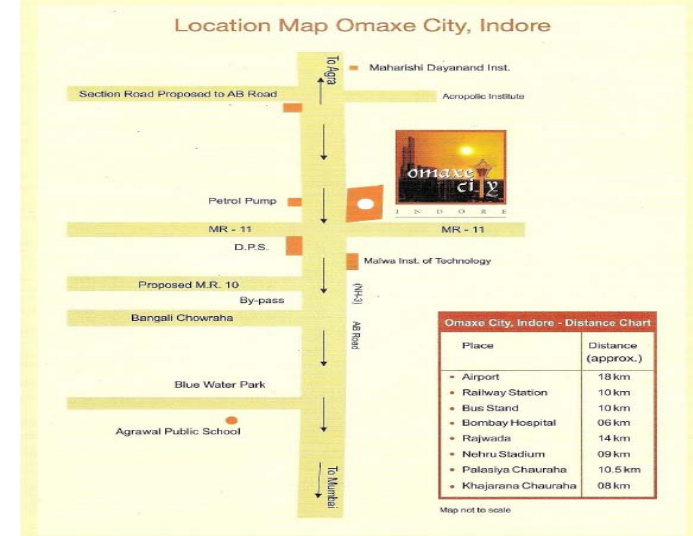 Location Map Omaxe City, Indore
To Agra
Maharishi Dayanand Inst.
Section Road Proposed to AB Road
Acropolic Institute
omaxe
city
INDORE
Petrol Pump
MR - 11
MR - 11
D.P.S.
Malwa Inst. of Technology
Proposed M.R. 10
(NH-3)
By-pass
Bangali Chowraha
AB Road
Omaxe City, Indore - Distance Chart
Place Distance
(approx.)
• Airport 18 km
• Railway Station 10 km
• Bus Stand 10 km
• Bombay Hospital 06 km
• Rajwada 14 km
• Nehru Stadium 09 km
• Palasiya Chauraha 10.5 km
• Khajarana Chauraha 08 km
Blue Water Park
Agrawal Public School
To Mumbai
Map not to scale